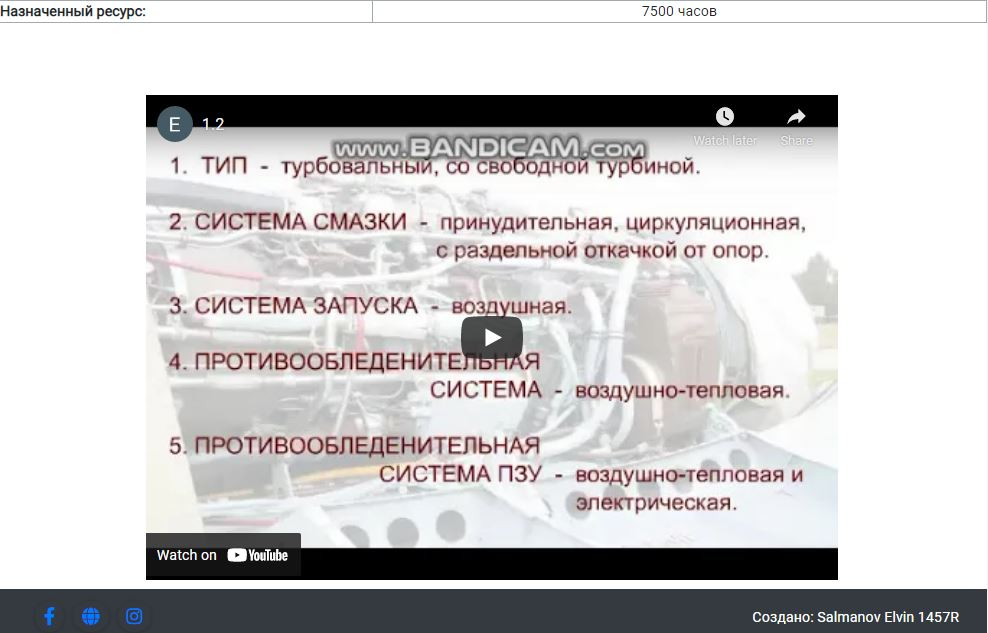 Назначенный ресурс: 7500 часов
E 1.2
Watch later Share
www.BANDICAM.com
1. ТИП - турбовальный, со свободной турбиной.
2. СИСТЕМА СМАЗКИ - принудительная, циркуляционная,
с раздельной откачкой от опор.
3. СИСТЕМА ЗАПУСКА - воздушная.
4. ПРОТИВООБЛЕДЕНИТЕЛЬНАЯ
СИСТЕМА - воздушно-тепловая.
5. ПРОТИВООБЛЕДЕНИТЕЛЬНАЯ
СИСТЕМА ПЗУ - воздушно-тепловая и
электрическая.
Watch on YouTube
Создано: Salmanov Elvin 1457R